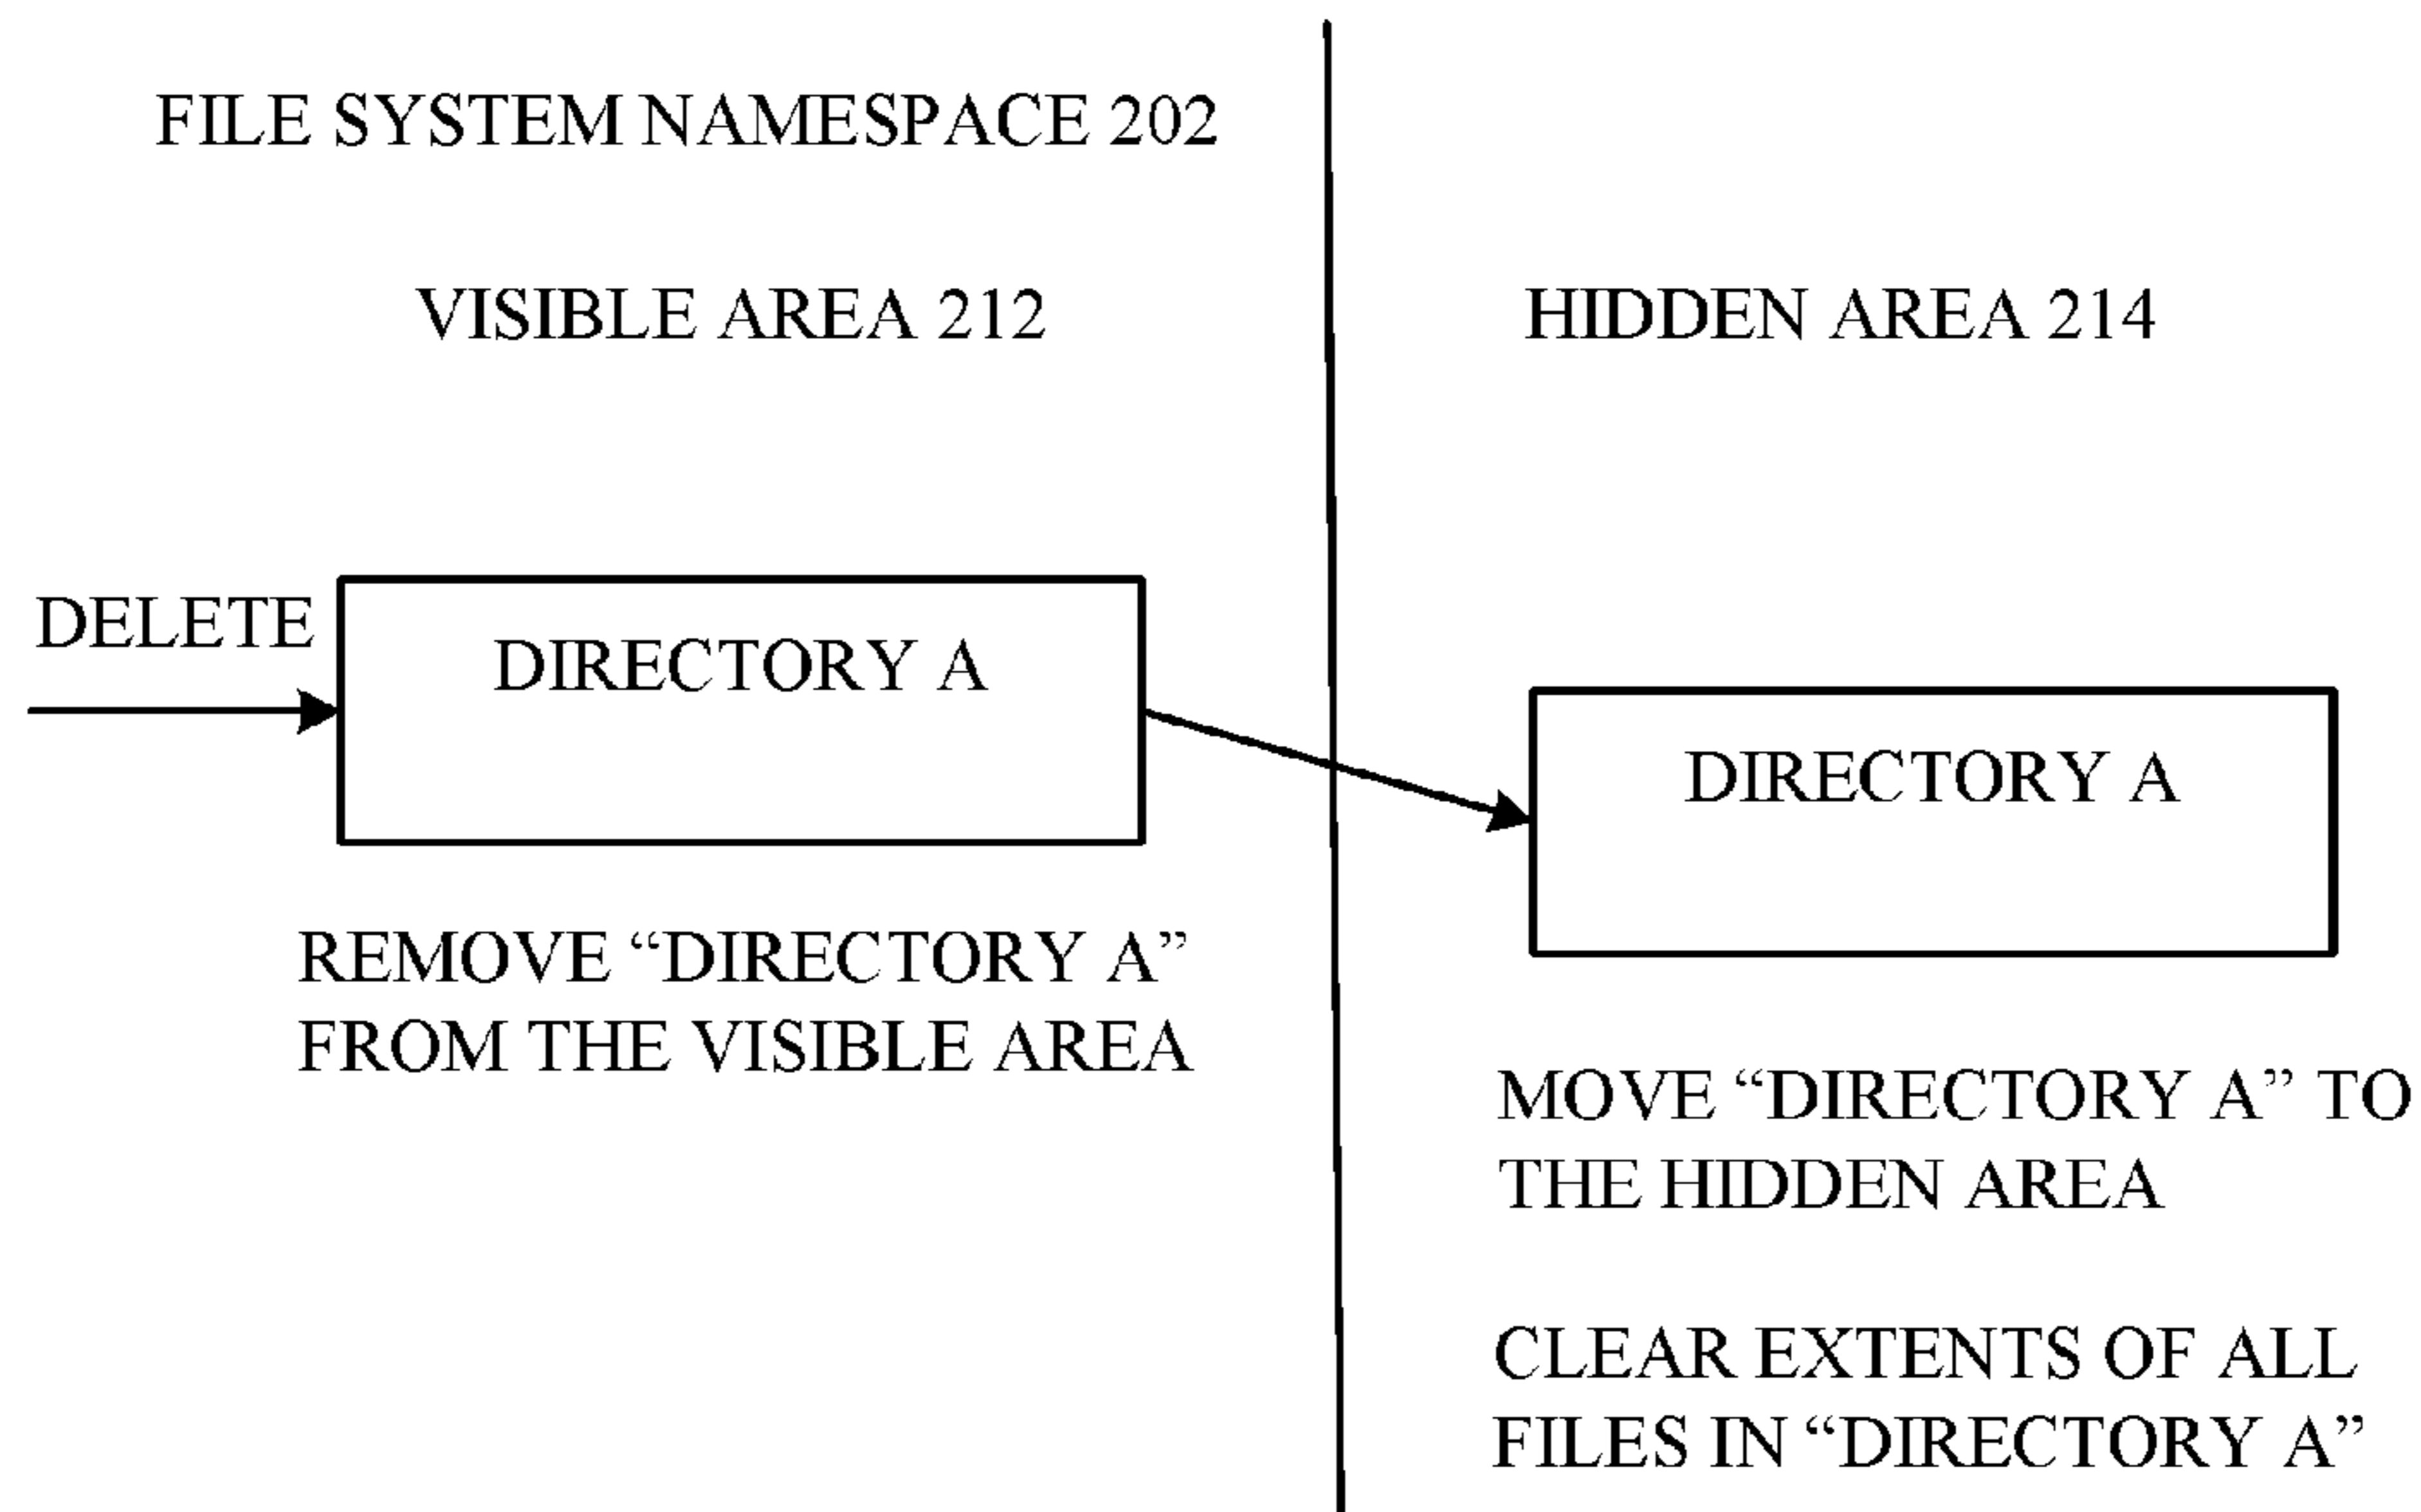 FILE SYSTEM NAMESPACE 202
VISIBLE AREA 212
HIDDEN AREA 214
DELETE
DIRECTORY A
DIRECTORY A
REMOVE “DIRECTORY A”
FROM THE VISIBLE AREA
MOVE “DIRECTORY A” TO
THE HIDDEN AREA
CLEAR EXTENTS OF ALL
FILES IN “DIRECTORY A”